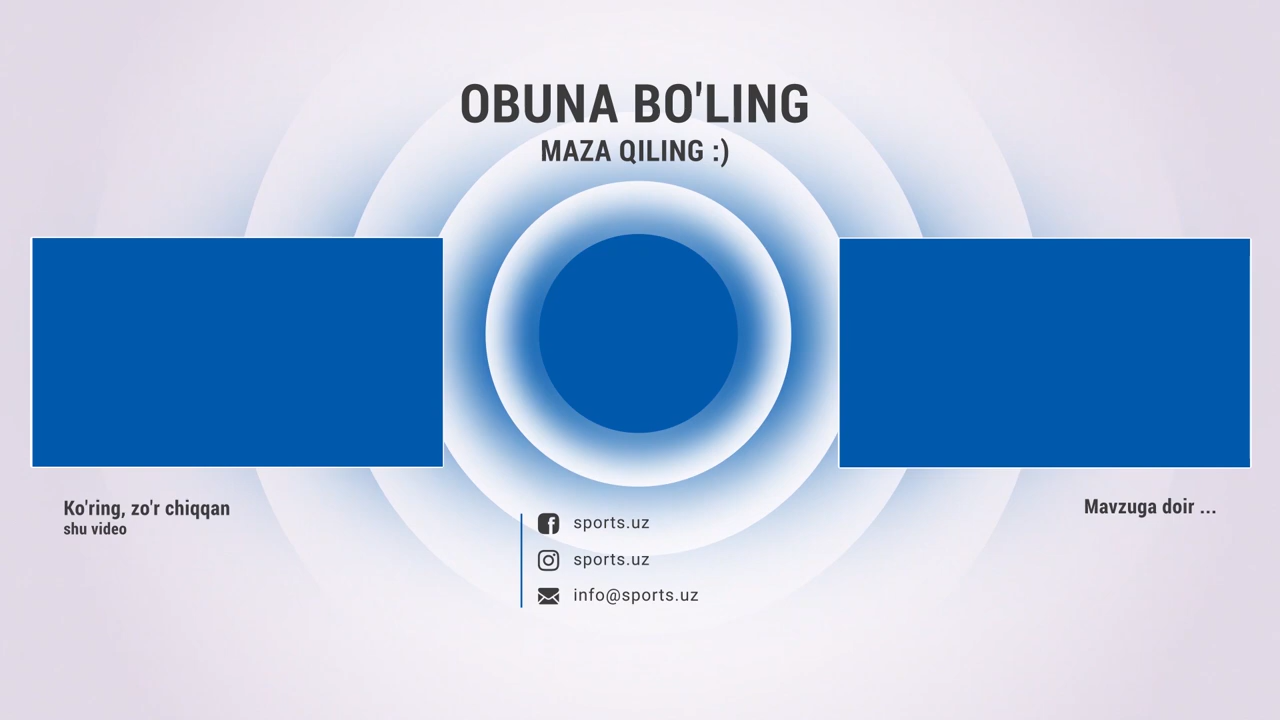 OBUNA BO'LING
MAZA QILING :)
Ko'ring, zo'r chiqqan
shu video
Mavzuga doir ...
sports.uz
sports.uz
info@sports.uz